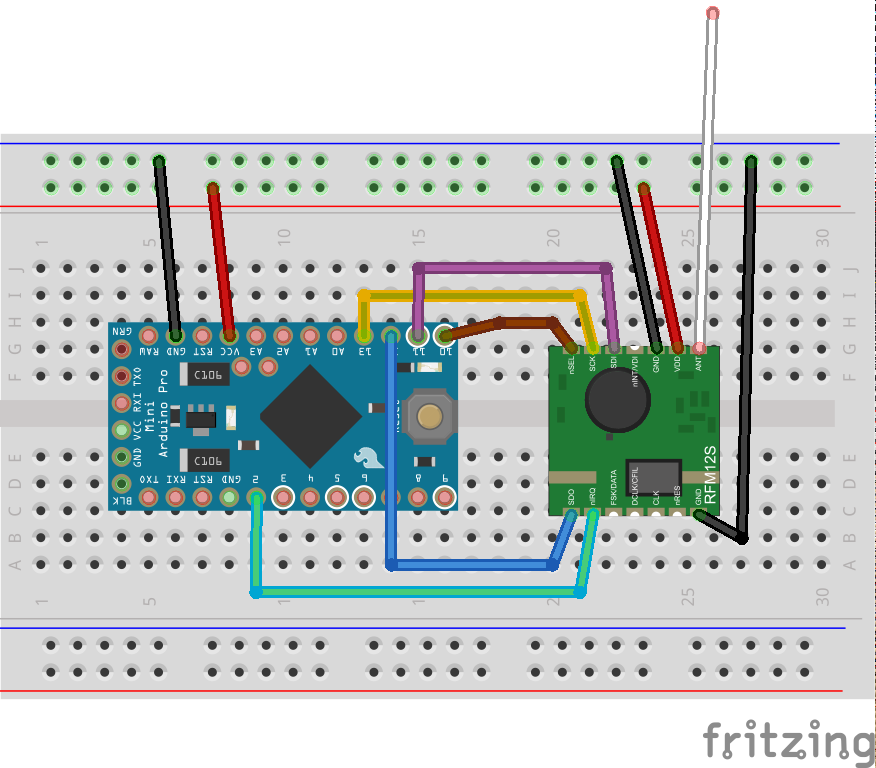 1 5 10 15 20 25 30
J J
I I
H H
G G
F F
GRN
RAW GND RST VCC A3 A2 A1 A0 13 11 10
TXO
RXI
VCC
GND
BLK
Arduino Pro
Mini
C106
C106
TXO RXI RST GND 2 3 4 5 6 8 9
nSEL SCK SDI nINT/VDI GND VDD ANT
RFM12S
SDO nIRQ FSK/DATA DCLK/CFIL CLK nRES GND
E E
D D
C C
B B
A A
1 5 10 15 20 25 30
fritzing